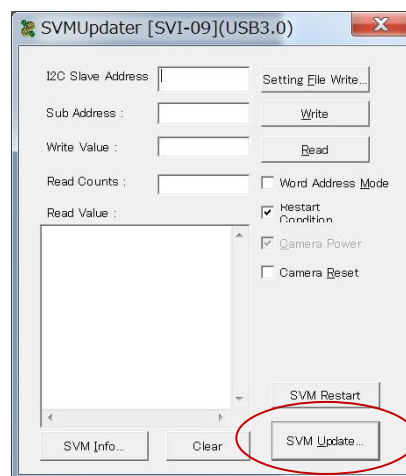 SVMUpdater [SVI-09](USB3.0)
I2C Slave Address
Setting File Write...
Sub Address :
Write
Write Value :
Read
Read Counts :
Word Address Mode
Read Value :
Restart
Condition
Camera Power
Camera Reset
SVM Restart
SVM Info...
Clear
SVM Update...